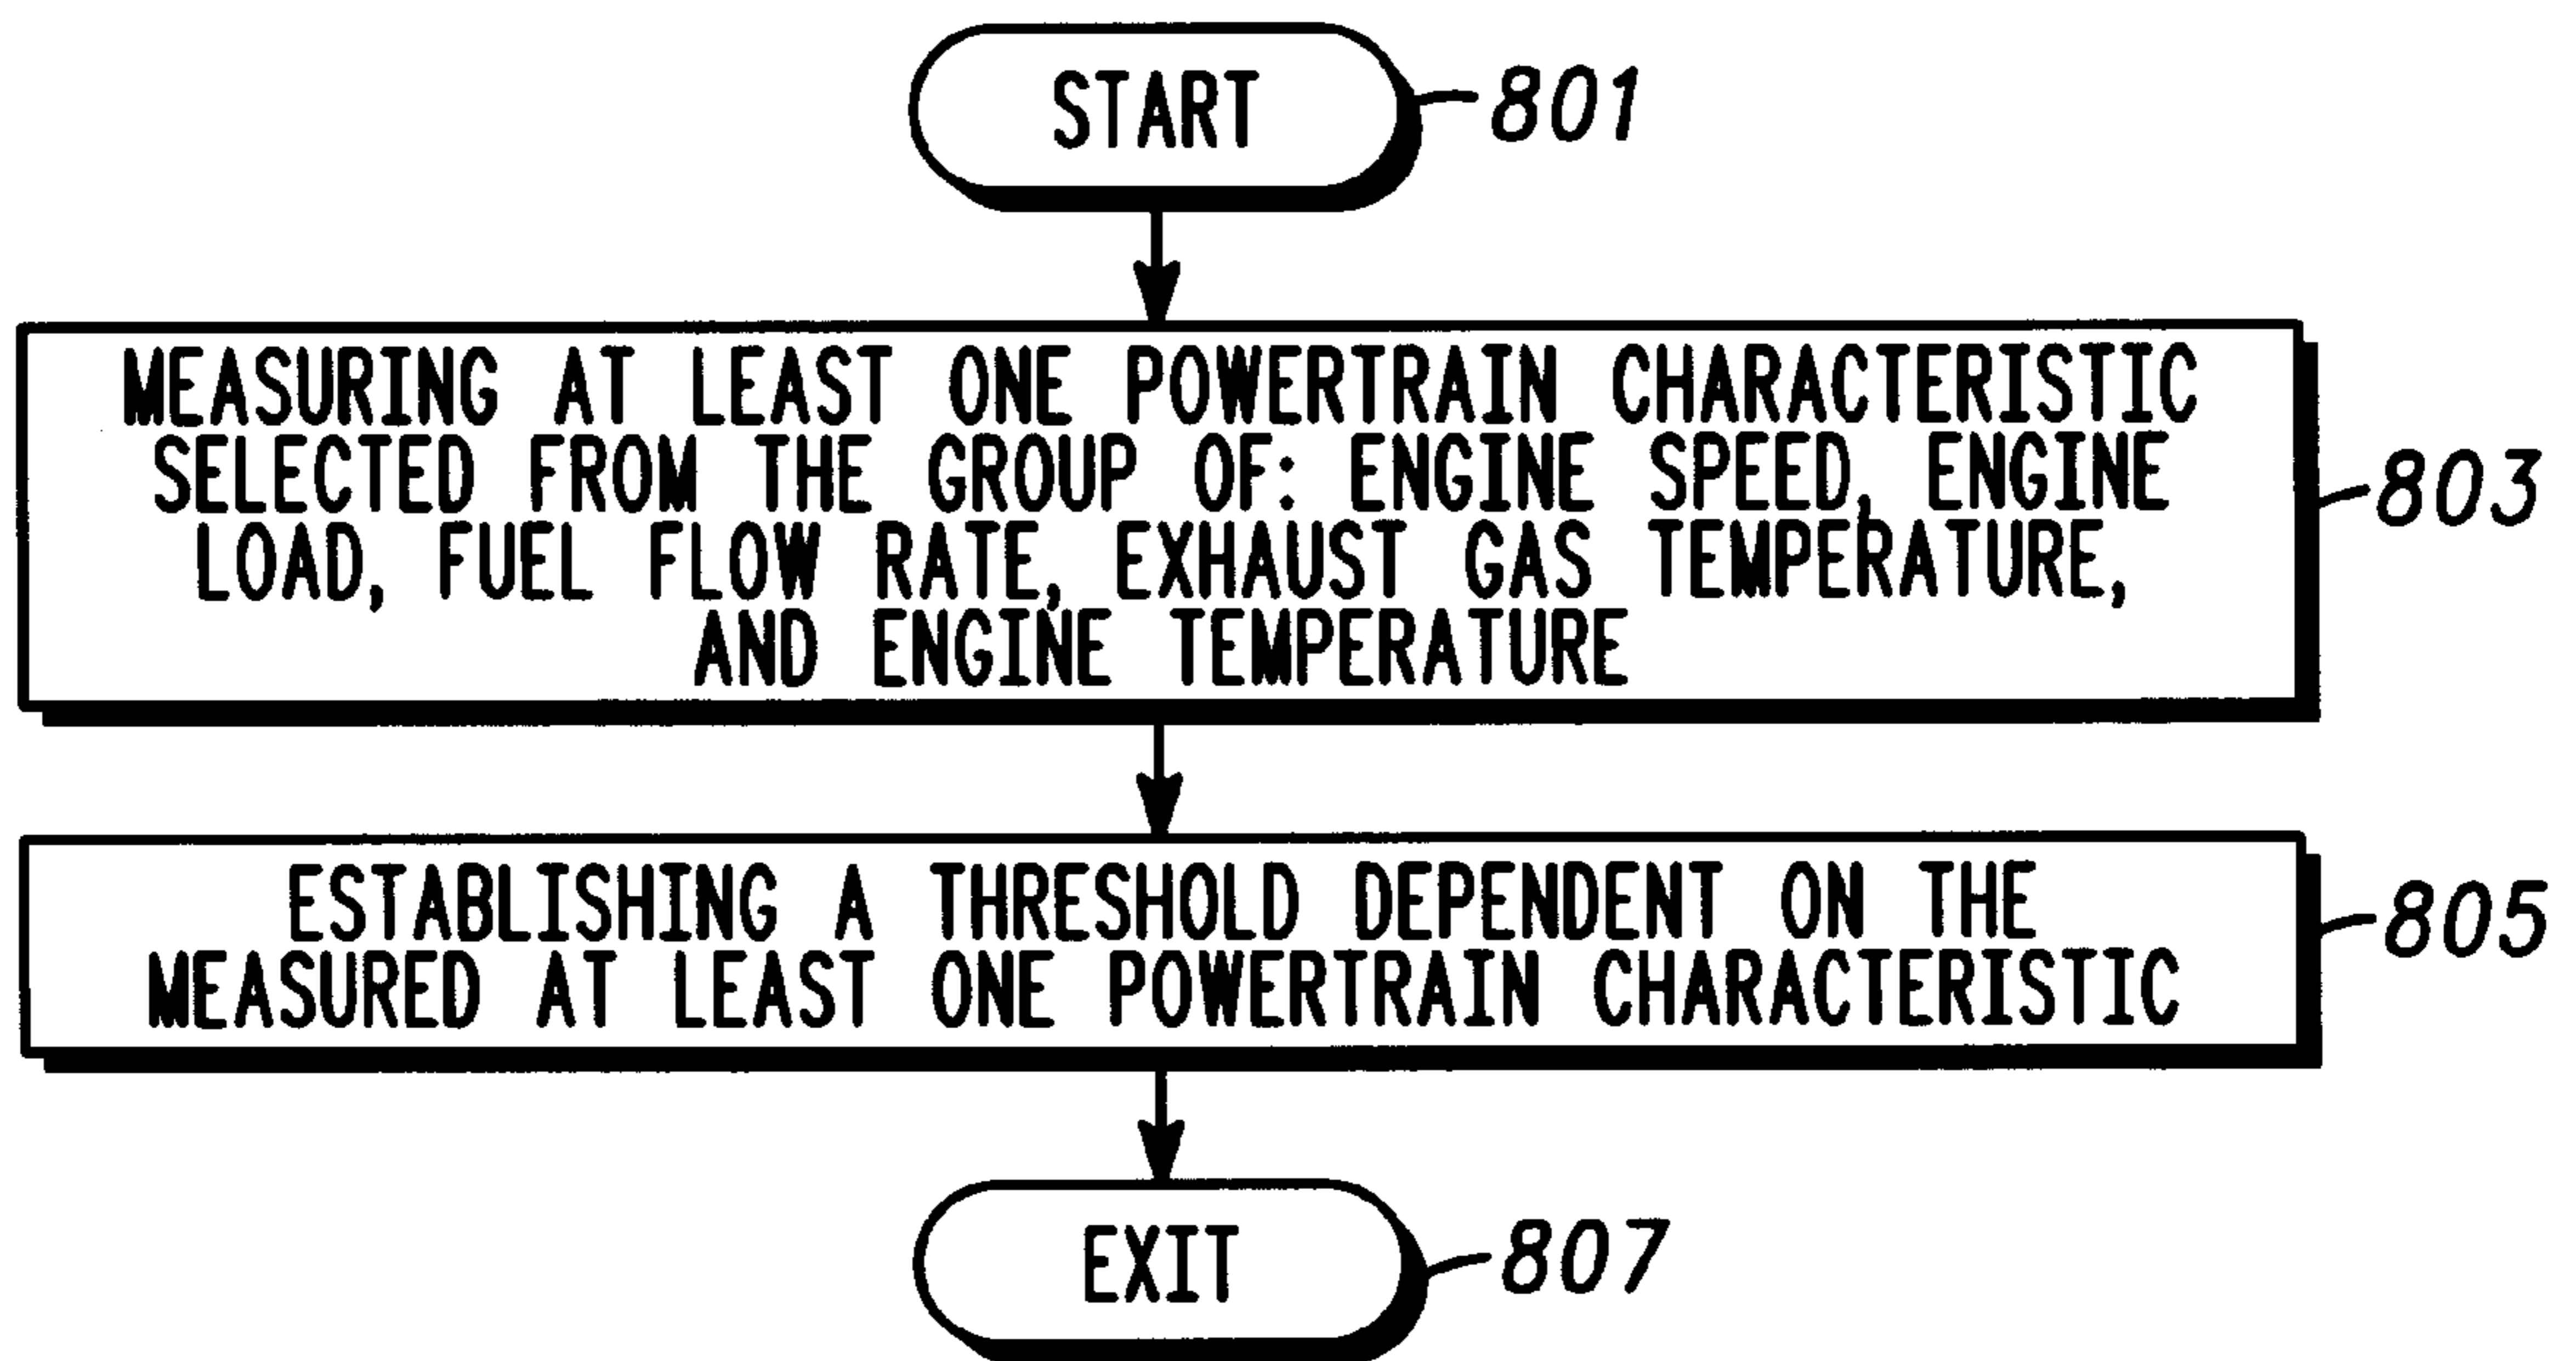 START
801
MEASURING AT LEAST ONE POWERTRAIN CHARACTERISTIC
SELECTED FROM THE GROUP OF: ENGINE SPEED, ENGINE
LOAD, FUEL FLOW RATE, EXHAUST GAS TEMPERATURE,
AND ENGINE TEMPERATURE
803
ESTABLISHING A THRESHOLD DEPENDENT ON THE
MEASURED AT LEAST ONE POWERTRAIN CHARACTERISTIC
805
EXIT
807